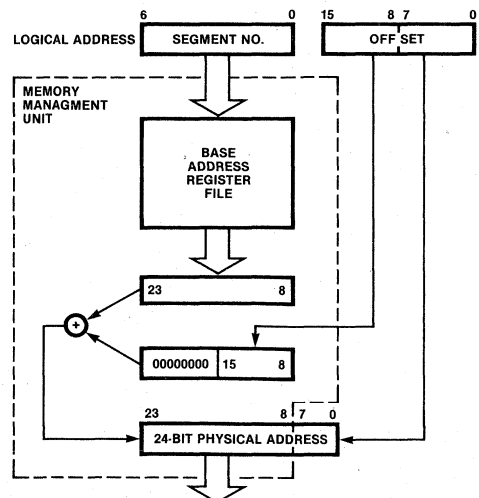 6 0 15 8 7 0
LOGICAL ADDRESS SEGMENT NO. OFF SET
MEMORY
MANAGMENT
UNIT
BASE
ADDRESS
REGISTER
FILE
23 8
+
00000000 15 8
23 8 7 0
24-BIT PHYSICAL ADDRESS